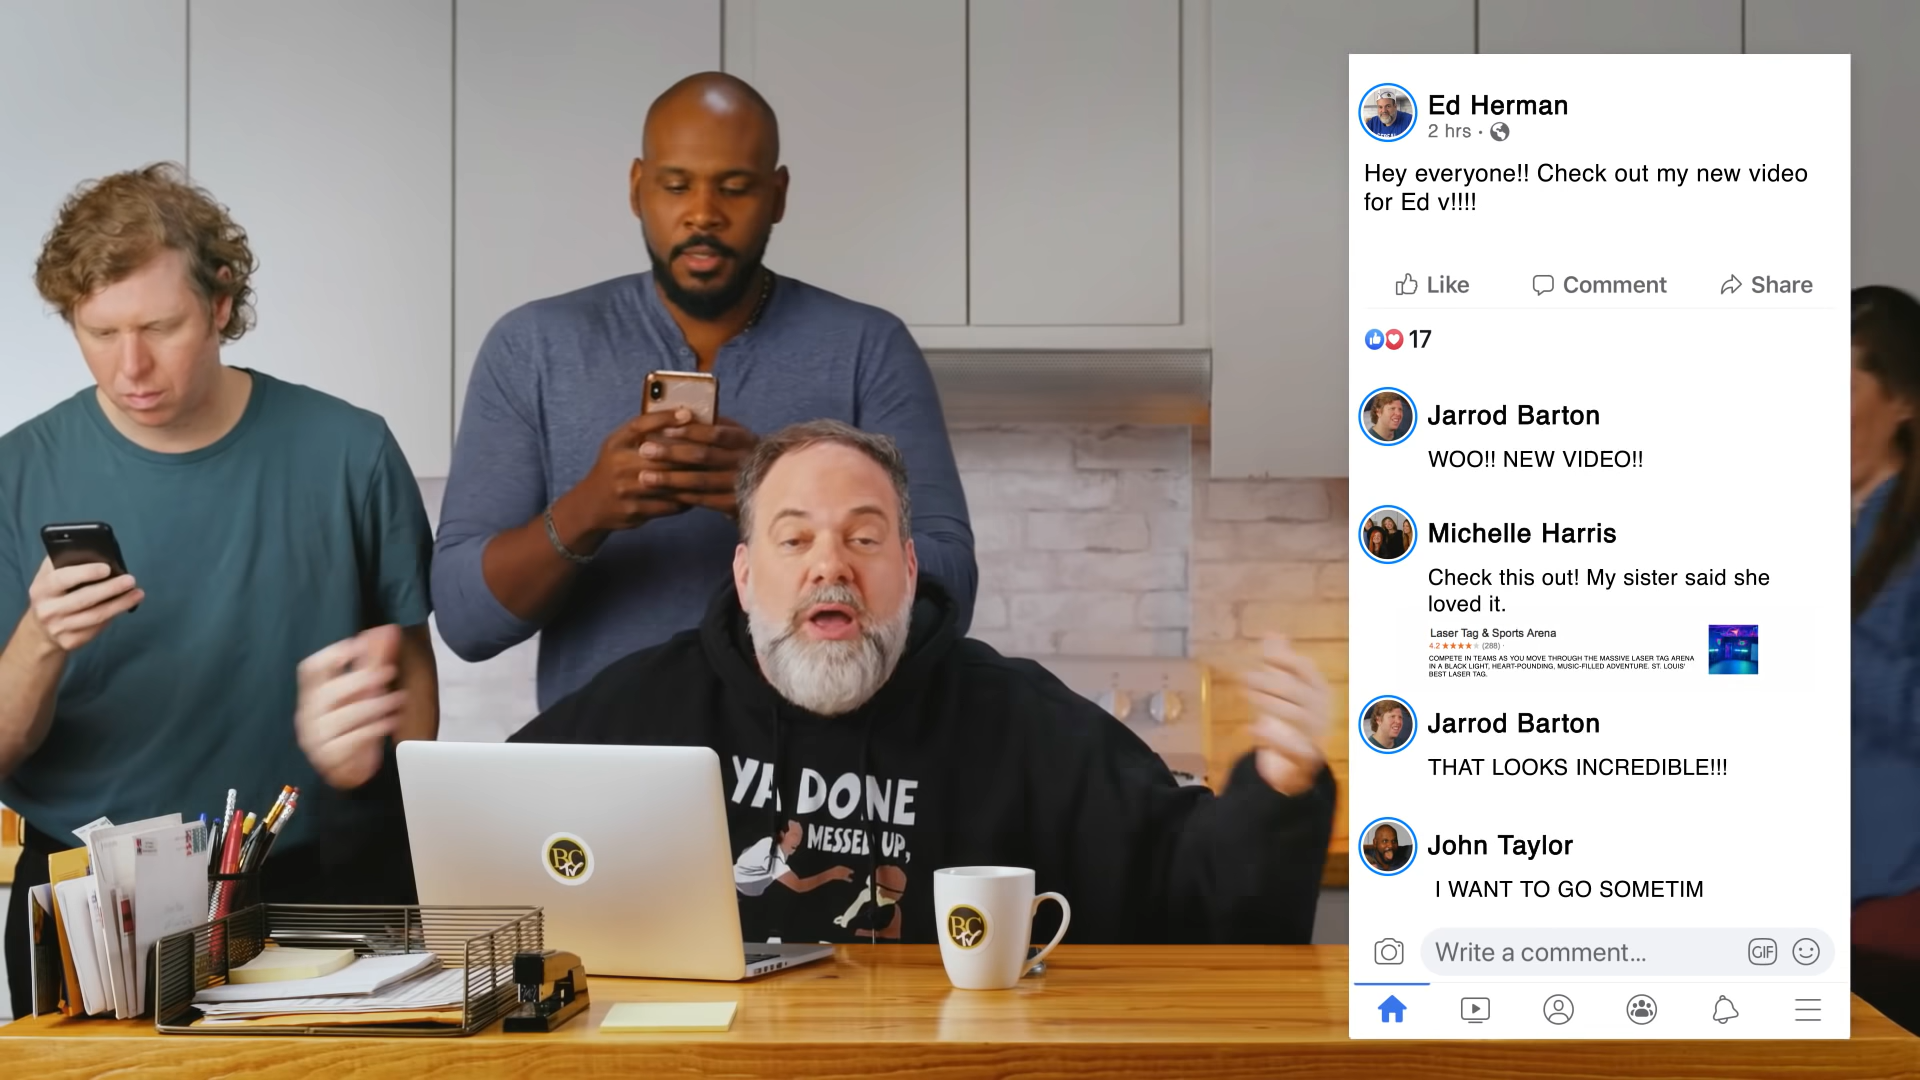 Ed Herman
2 hrs ·
Hey everyone!! Check out my new video
for Ed v!!!!
Like
Comment
Share
17
Jarrod Barton
WOO!! NEW VIDEO!!
Michelle Harris
Check this out! My sister said she
loved it.
Laser Tag & Sports Arena
4.2 (288) ·
COMPETE IN TEAMS AS YOU MOVE THROUGH THE MASSIVE LASER TAG ARENA
IN A BLACK LIGHT, HEART-POUNDING, MUSIC-FILLED ADVENTURE. ST. LOUIS'
BEST LASER TAG.
Jarrod Barton
THAT LOOKS INCREDIBLE!!!
John Taylor
I WANT TO GO SOMETIM
Write a comment...
GIF
YA DONE
MESSED UP,
BC
TV
BC
TV